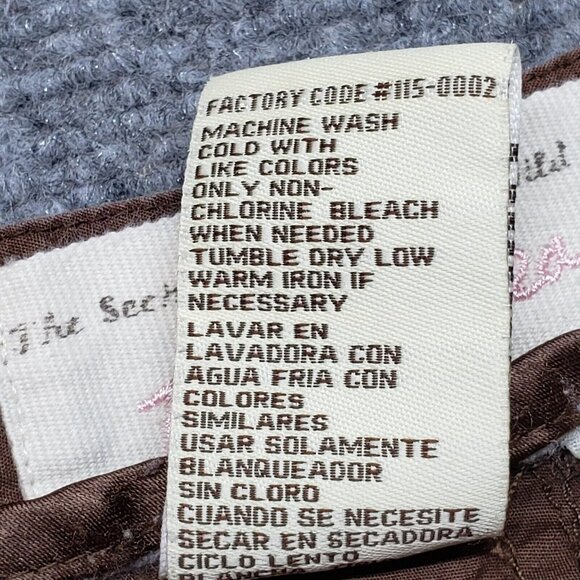 FACTORY CODE #115-0002
MACHINE WASH
COLD WITH
LIKE COLORS
ONLY NON-
CHLORINE BLEACH
WHEN NEEDED
TUMBLE DRY LOW
WARM IRON IF
NECESSARY
LAVAR EN
LAVADORA CON
AGUA FRIA CON
COLORES
SIMILARES
USAR SOLAMENTE
BLANQUEADOR
SIN CLORO
CUANDO SE NECESITE
SECAR EN SECADORA
CICLO LENTO
The